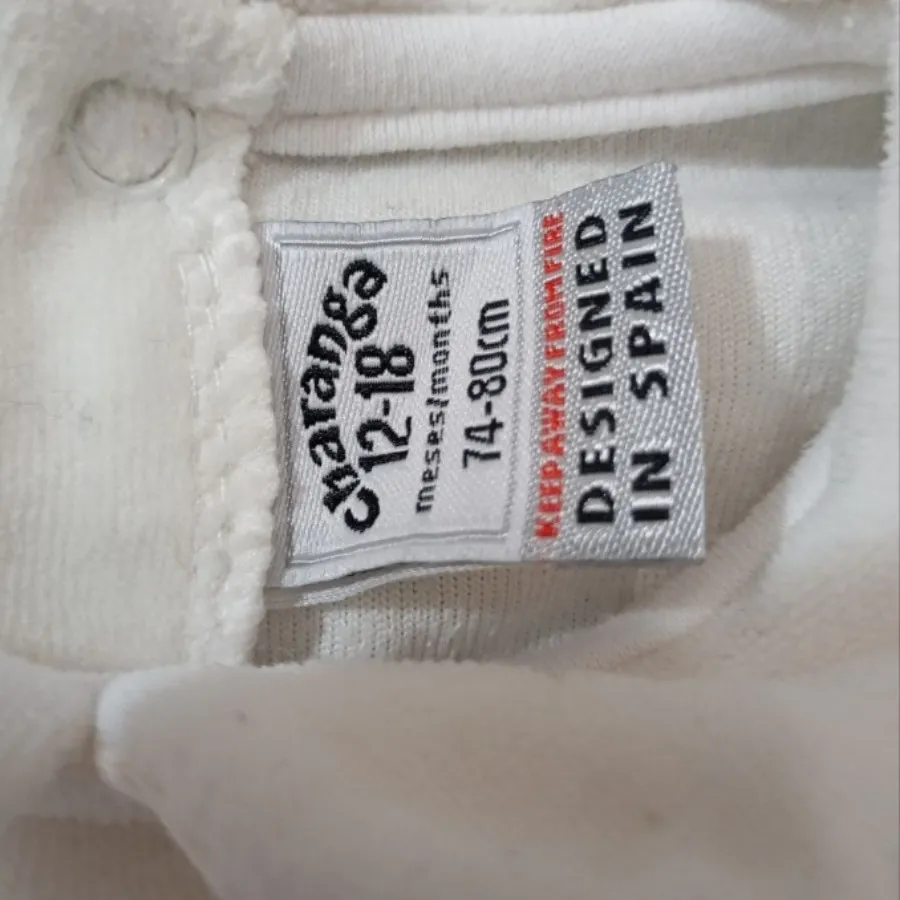 charanga
12-18
meses/months
74-80cm
KEEP AWAY FROM FIRE
DESIGNED
IN SPAIN